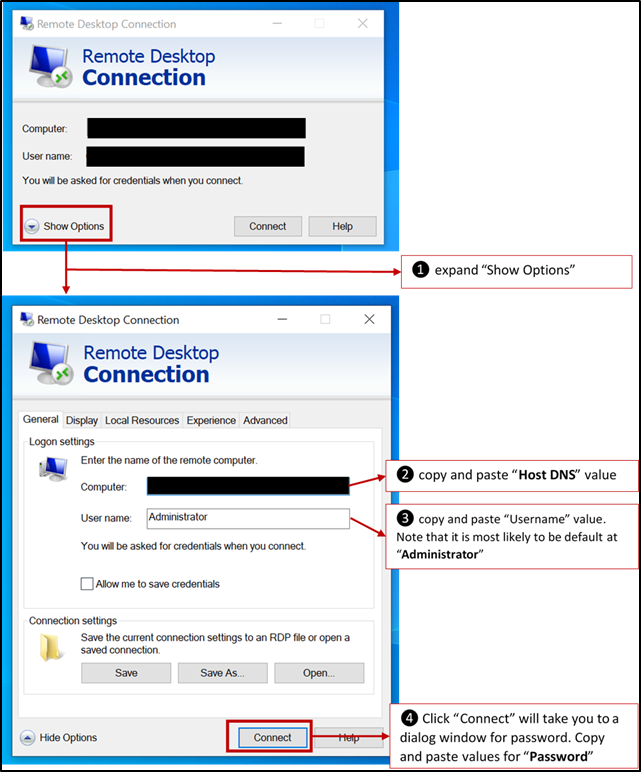 Remote Desktop Connection
Remote Desktop
Connection
Computer:
User name:
You will be asked for credentials when you connect.
Show Options
Connect
Help
❶ expand “Show Options”
Remote Desktop Connection
Remote Desktop
Connection
General
Display
Local Resources
Experience
Advanced
Logon settings
Enter the name of the remote computer.
Computer:
❷ copy and paste “Host DNS” value
User name:
Administrator
❸ copy and paste “Username” value.
Note that it is most likely to be default at
“Administrator”
You will be asked for credentials when you connect.
Allow me to save credentials
Connection settings
Save the current connection settings to an RDP file or open a
saved connection.
Save
Save As...
Open...
Hide Options
Connect
Help
❹ Click “Connect” will take you to a
dialog window for password. Copy
and paste values for “Password”